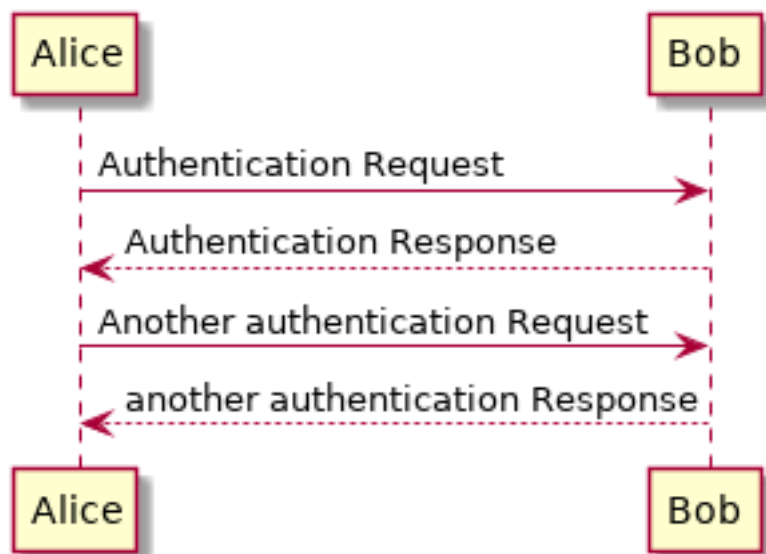 Alice Bob
Authentication Request
Authentication Response
Another authentication Request
another authentication Response
Alice Bob